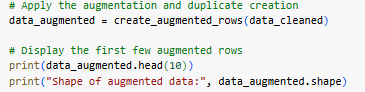 # Apply the augmentation and duplicate creation
data_augmented = create_augmented_rows(data_cleaned)
# Display the first few augmented rows
print(data_augmented.head(10))
print("Shape of augmented data:", data_augmented.shape)